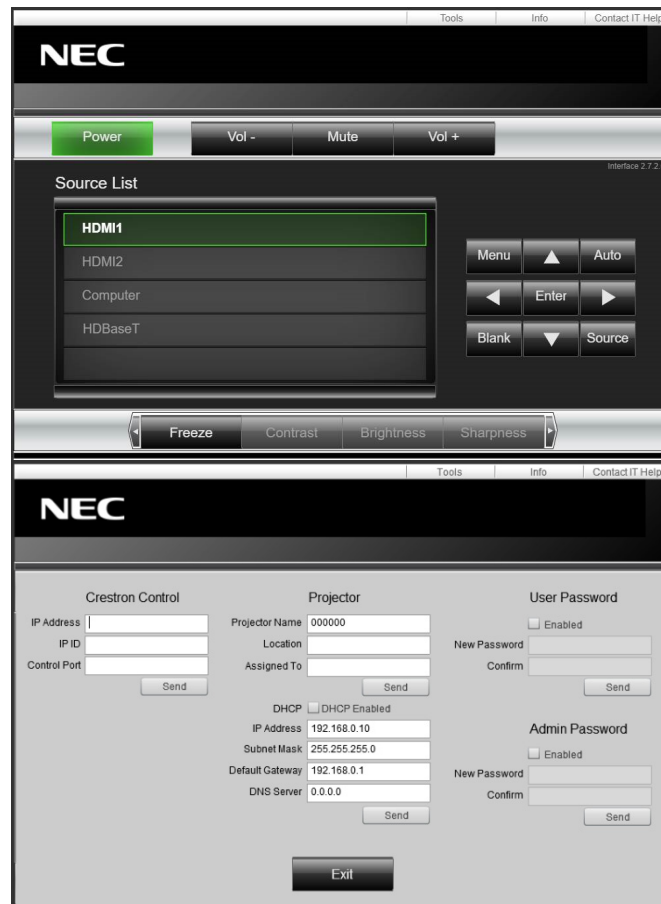 Tools Info Contact IT Help
NEC
Power Vol - Mute Vol +
Interface 2.7.2.
Source List
HDMI1
HDMI2
Computer
HDBaseT
Menu Auto
Enter
Blank Source
Freeze Contrast Brightness Sharpness
Tools Info Contact IT Help
NEC
Crestron Control Projector User Password
IP Address Projector Name 000000 Enabled
IP ID Location New Password
Control Port Assigned To Confirm
Send Send Send
DHCP DHCP Enabled
IP Address 192.168.0.10 Admin Password
Subnet Mask 255.255.255.0 Enabled
Default Gateway 192.168.0.1 New Password
DNS Server 0.0.0.0 Confirm
Send Send
Exit